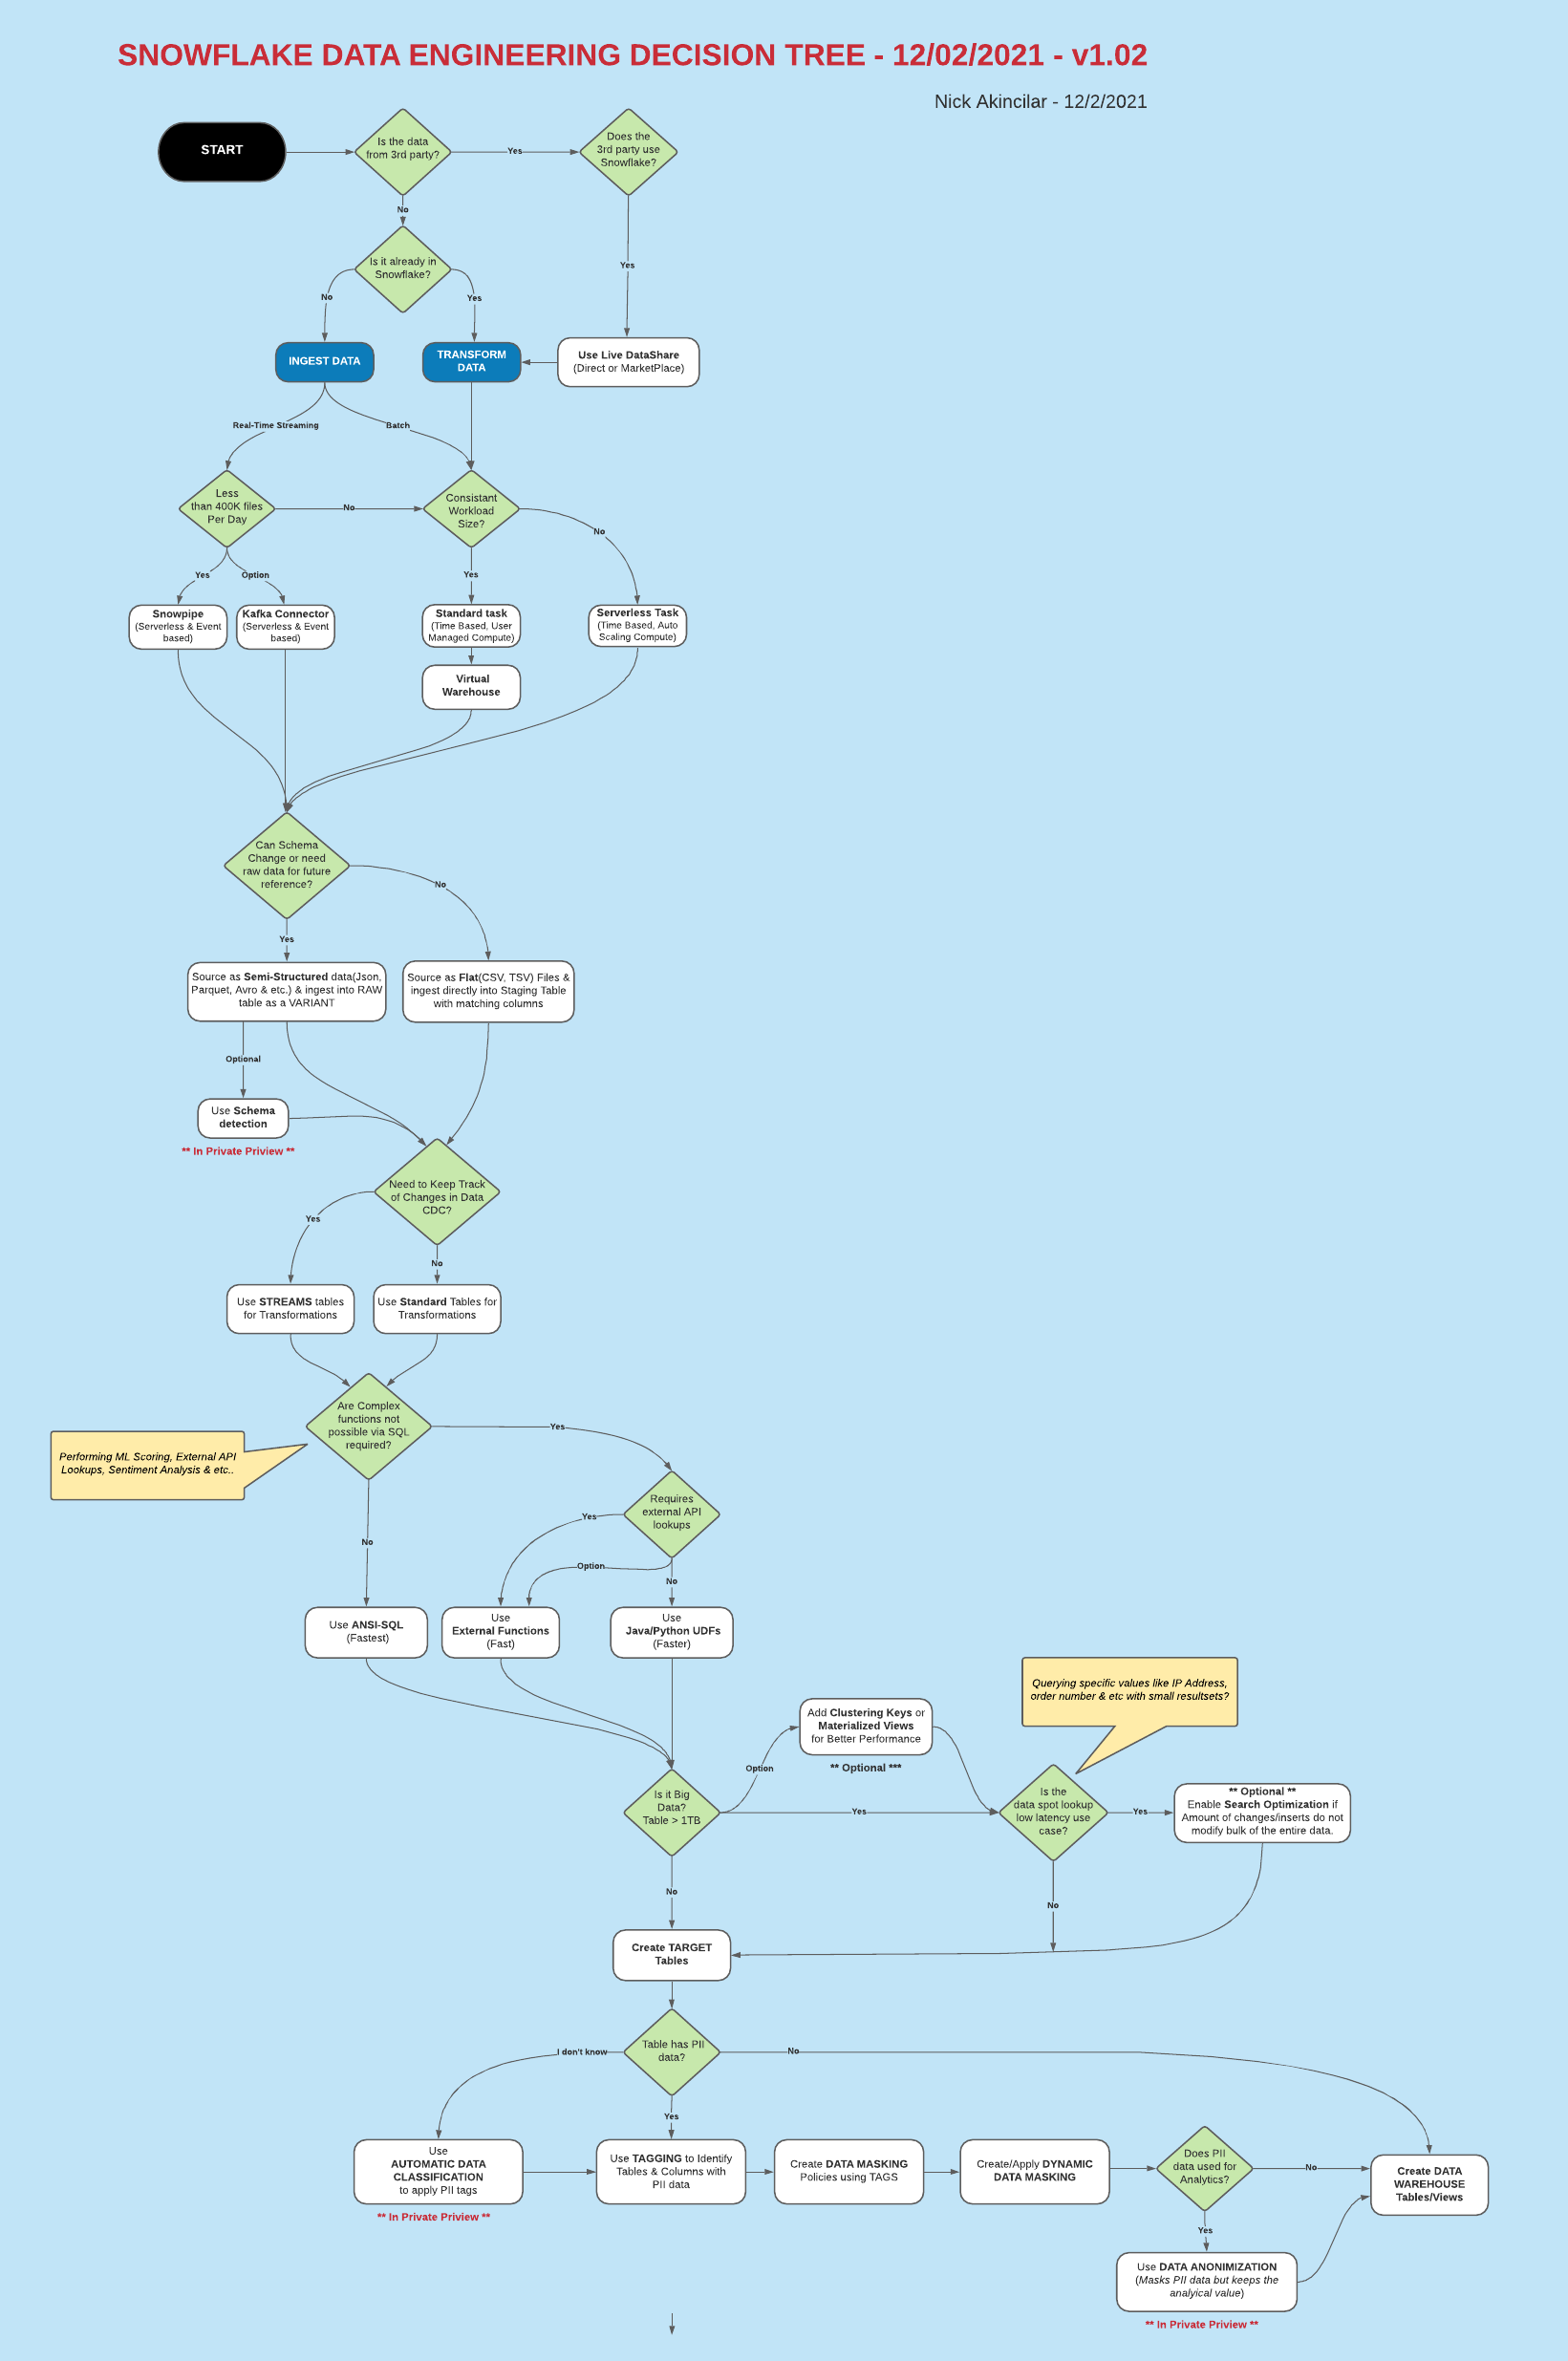 SNOWFLAKE DATA ENGINEERING DECISION TREE - 12/02/2021 - v1.02
Nick Akincilar - 12/2/2021
START
Is the data
from 3rd party?
Yes
Does the
3rd party use
Snowflake?
No
Is it already in
Snowflake?
Yes
No
Yes
INGEST DATA
TRANSFORM
DATA
Use Live DataShare
(Direct or MarketPlace)
Real-Time Streaming
Batch
Less
than 400K files
Per Day
No
Consistant
Workload
Size?
No
Yes
Option
Yes
Snowpipe
(Serverless & Event
based)
Kafka Connector
(Serverless & Event
based)
Standard task
(Time Based, User
Managed Compute)
Serverless Task
(Time Based, Auto
Scaling Compute)
Virtual
Warehouse
Can Schema
Change or need
raw data for future
reference?
No
Yes
Source as Semi-Structured data(Json,
Parquet, Avro & etc.) & ingest into RAW
table as a VARIANT
Source as Flat(CSV, TSV) Files &
ingest directly into Staging Table
with matching columns
Optional
Use Schema
detection
** In Private Priview **
Need to Keep Track
of Changes in Data
CDC?
Yes
No
Use STREAMS tables
for Transformations
Use Standard Tables for
Transformations
Are Complex
functions not
possible via SQL
required?
Yes
Performing ML Scoring, External API
Lookups, Sentiment Analysis & etc..
Requires
external API
lookups
Yes
No
Option
No
Use ANSI-SQL
(Fastest)
Use
External Functions
(Fast)
Use
Java/Python UDFs
(Faster)
Querying specific values like IP Address,
order number & etc with small resultsets?
Add Clustering Keys or
Materialized Views
for Better Performance
** Optional ***
Option
Is it Big
Data?
Table > 1TB
Yes
Is the
data spot lookup
low latency use
case?
Yes
** Optional **
Enable Search Optimization if
Amount of changes/inserts do not
modify bulk of the entire data.
No
No
Create TARGET
Tables
Table has PII
data?
I don't know
No
Yes
Use
AUTOMATIC DATA
CLASSIFICATION
to apply PII tags
** In Private Priview **
Use TAGGING to Identify
Tables & Columns with
PII data
Create DATA MASKING
Policies using TAGS
Create/Apply DYNAMIC
DATA MASKING
Does PII
data used for
Analytics?
No
Create DATA
WAREHOUSE
Tables/Views
Yes
Use DATA ANONIMIZATION
(Masks PII data but keeps the
analyical value)
** In Private Priview **